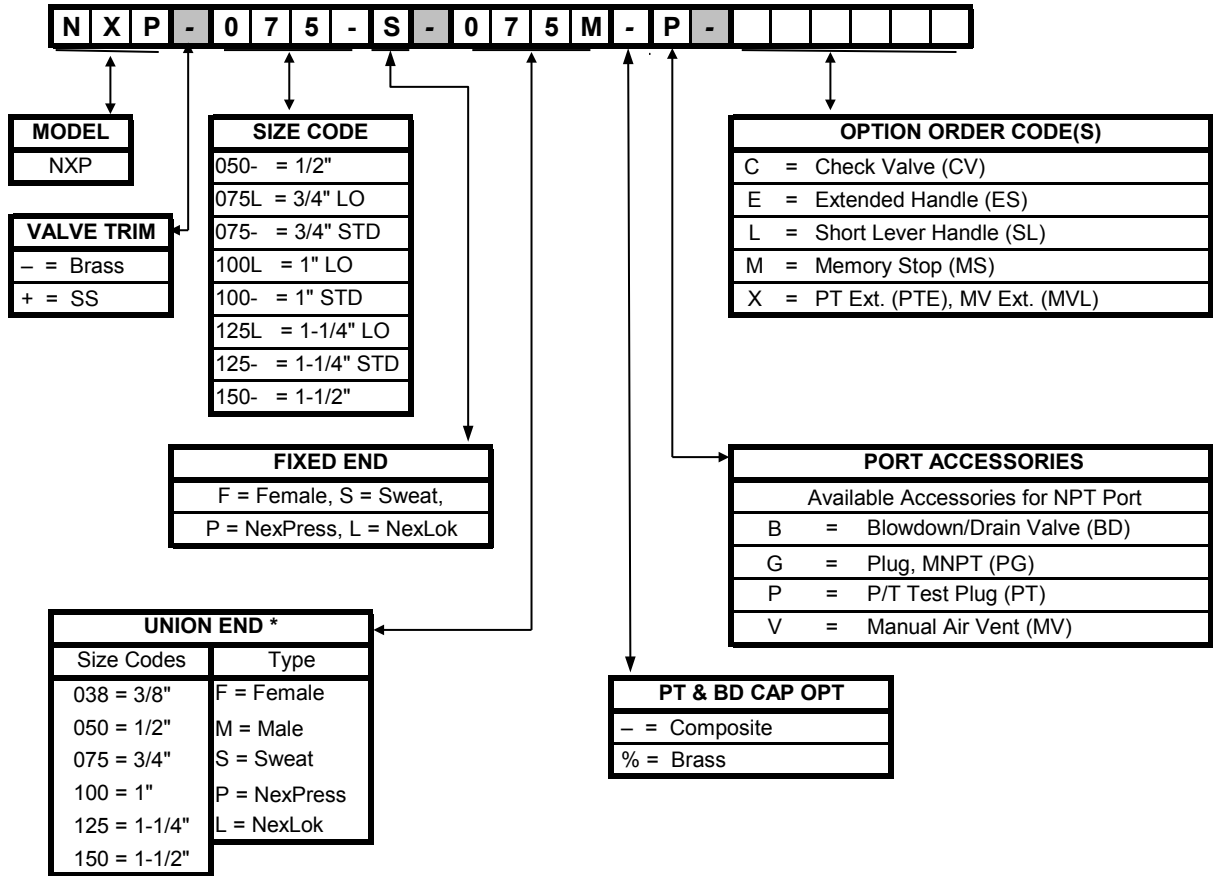 N X P - 0 7 5 - S - 0 7 5 M - P -
MODEL
NXP
VALVE TRIM
– = Brass
+ = SS
SIZE CODE
050- = 1/2"
075L = 3/4" LO
075- = 3/4" STD
100L = 1" LO
100- = 1" STD
125L = 1-1/4" LO
125- = 1-1/4" STD
150- = 1-1/2"
OPTION ORDER CODE(S)
C = Check Valve (CV)
E = Extended Handle (ES)
L = Short Lever Handle (SL)
M = Memory Stop (MS)
X = PT Ext. (PTE), MV Ext. (MVL)
FIXED END
F = Female, S = Sweat,
P = NexPress, L = NexLok
PORT ACCESSORIES
Available Accessories for NPT Port
B = Blowdown/Drain Valve (BD)
G = Plug, MNPT (PG)
P = P/T Test Plug (PT)
V = Manual Air Vent (MV)
UNION END *
Size Codes Type
038 = 3/8" F = Female
050 = 1/2" M = Male
075 = 3/4" S = Sweat
100 = 1" P = NexPress
125 = 1-1/4" L = NexLok
150 = 1-1/2"
PT & BD CAP OPT
– = Composite
% = Brass